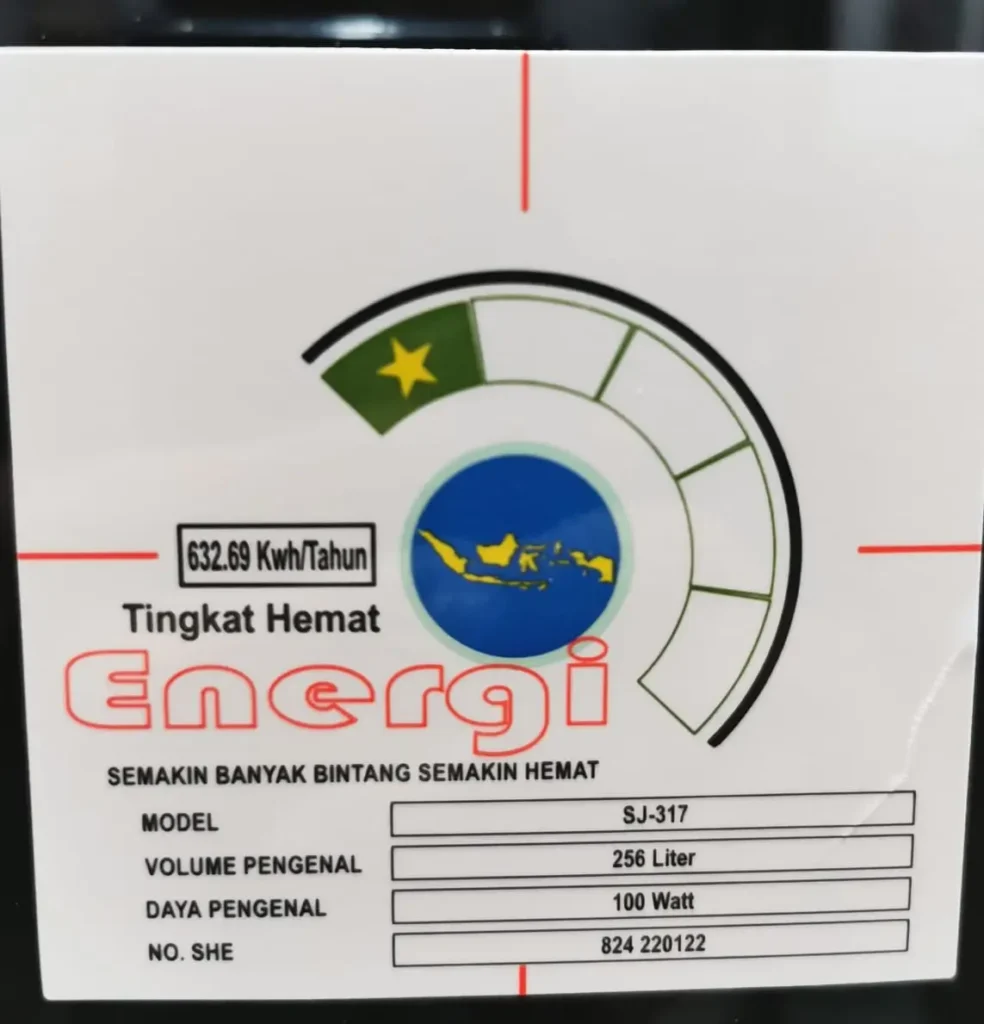 632.69 Kwh/Tahun
Tingkat Hemat
Energi
SEMAKIN BANYAK BINTANG SEMAKIN HEMAT
MODEL SJ-317
VOLUME PENGENAL 256 Liter
DAYA PENGENAL 100 Watt
NO. SHE 824 220122